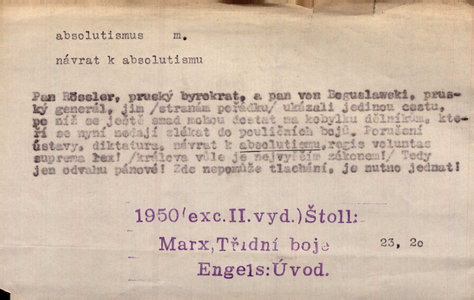 absolutismus m.
návrat k absolutismu
Pan Rössler, pruský byrokrat, a pan von Boguslawski, prus-
ký generál, jim /stranám pořádku/ ukázali jedinou cestu,
po níž se ještě snad mohou dostat na kobylku dělníkům, kte-
ří se nyní nedají zlákat do pouličních bojů. Porušení
ústavy, diktatura, návrat k absolutismu, regis voluntas
suprema lex! /králova vůle je nejvyšším zákonem!/ Tedy
jen odvahu pánové! Zde nepomůže tlachání, je nutno jednat!
1950/exc.II.vyd.)Štoll:
Marx,Třídní boje 23, 20
Engels:Úvod.